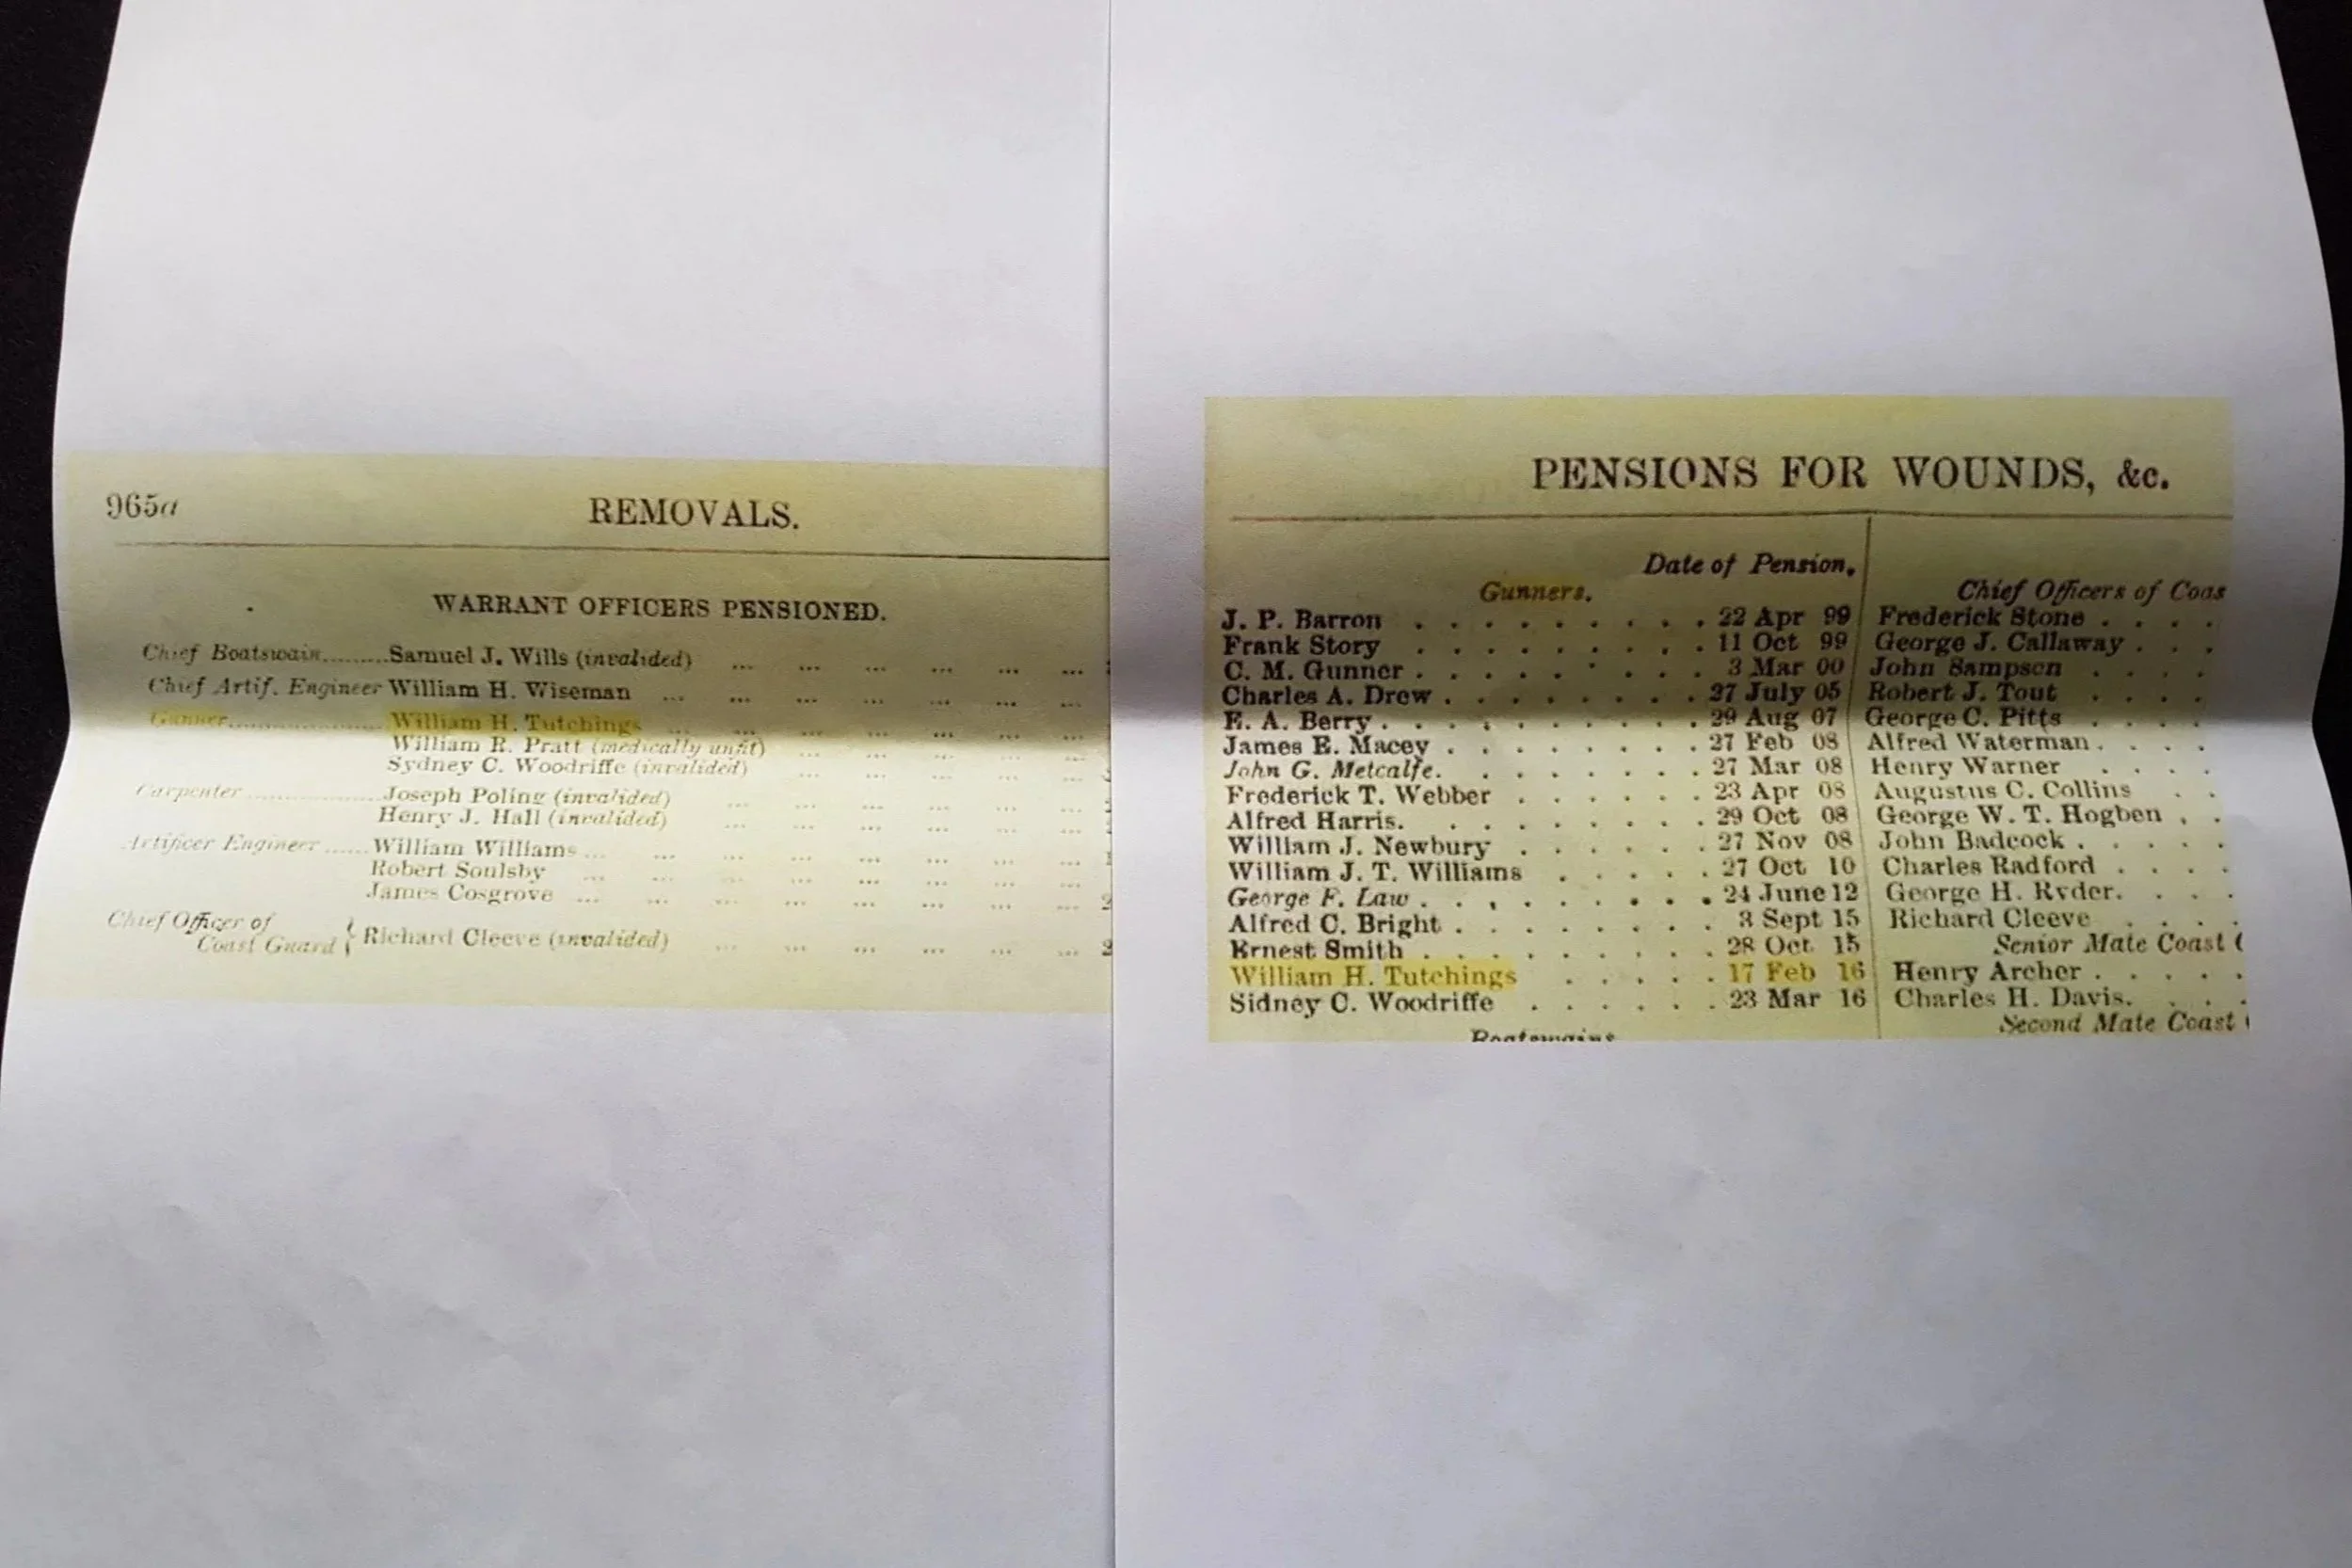 965a REMOVALS.
WARRANT OFFICERS PENSIONED.
Chief Boatswain.........Samuel J. Wills (invalided) ... ... ... ... ... ...
Chief Artif. Engineer William H. Wiseman ... ... ... ... ... ... ...
Gunner..................... William H. Tutchings ... ... ... ... ... ... ...
William R. Pratt (medically unfit) ... ... ... ... ...
Sydney C. Woodriffe (invalided) ... ... ... ... ...
Carpenter ..................Joseph Poling (invalided) ... ... ... ... ... ...
Henry J. Hall (invalided) ... ... ... ... ... ...
Artificer Engineer ......William Williams ... ... ... ... ... ... ... ...
Robert Soulsby ... ... ... ... ... ... ... ...
James Cosgrove ... ... ... ... ... ... ... ...
Chief Officer of
Coast Guard { Richard Cleeve (invalided) ... ... ... ... ... ...
PENSIONS FOR WOUNDS, &c.
Date of Pension.
Gunners.
J. P. Barron . . . . . . . . . 22 Apr 99
Frank Story . . . . . . . . . 11 Oct 99
C. M. Gunner . . . . . . . . 3 Mar 00
Charles A. Drew . . . . . . . . 27 July 05
E. A. Berry . . . . . . . . . 29 Aug 07
James E. Macey . . . . . . . . 27 Feb 08
John G. Metcalfe. . . . . . . . 27 Mar 08
Frederick T. Webber . . . . . . 23 Apr 08
Alfred Harris. . . . . . . . 29 Oct 08
William J. Newbury . . . . . . 27 Nov 08
William J. T. Williams . . . . . 27 Oct 10
George F. Law . . . . . . . . 24 June 12
Alfred C. Bright . . . . . . . . 3 Sept 15
Ernest Smith . . . . . . . . . 28 Oct 15
William H. Tutchings . . . . . 17 Feb 16
Sidney C. Woodriffe . . . . . . 23 Mar 16
Chief Officers of Coas
Frederick Stone . . . .
George J. Callaway . . .
John Sampson . . . .
Robert J. Tout . . . .
George C. Pitts . . . .
Alfred Waterman . . . .
Henry Warner . . . .
Augustus C. Collins . .
George W. T. Hogben . .
John Badcock . . . . .
Charles Radford . . . .
George H. Ryder. . . .
Richard Cleeve . . . .
Senior Mate Coast
Henry Archer . . . . .
Charles H. Davis. . . .
Second Mate Coast